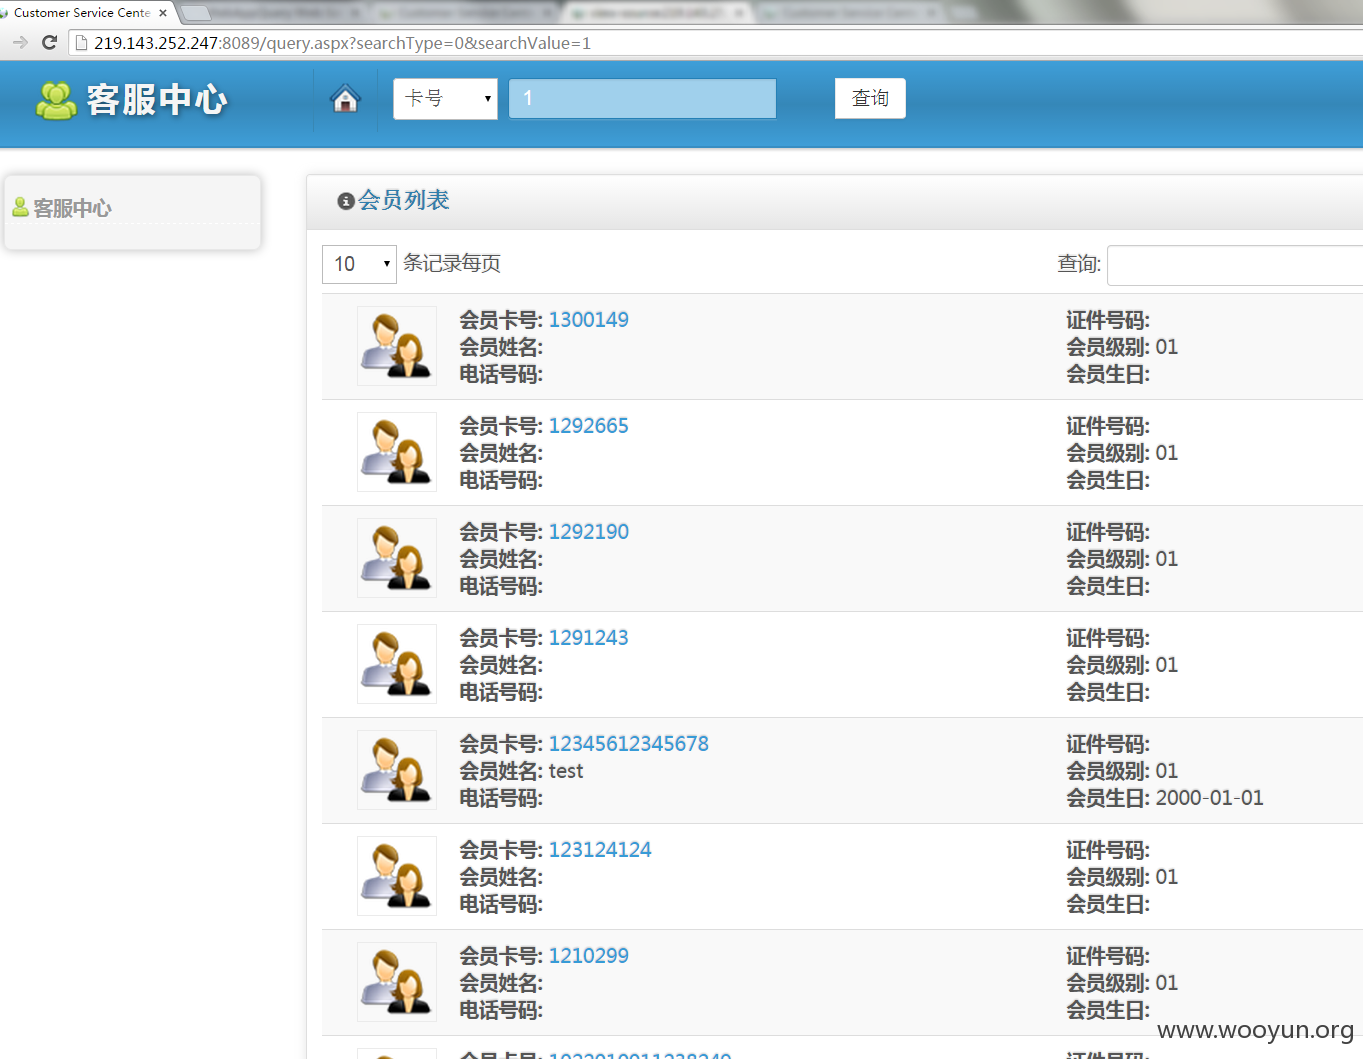 Customer Service Cente
219.143.252.247:8089/query.aspx?searchType=0&searchValue=1
客服中心 卡号 1 查询
客服中心
会员列表
10 条记录每页 查询:
会员卡号: 1300149 证件号码:
会员姓名: 会员级别: 01
电话号码: 会员生日:
会员卡号: 1292665 证件号码:
会员姓名: 会员级别: 01
电话号码: 会员生日:
会员卡号: 1292190 证件号码:
会员姓名: 会员级别: 01
电话号码: 会员生日:
会员卡号: 1291243 证件号码:
会员姓名: 会员级别: 01
电话号码: 会员生日:
会员卡号: 12345612345678 证件号码:
会员姓名: test 会员级别: 01
电话号码: 会员生日: 2000-01-01
会员卡号: 123124124 证件号码:
会员姓名: 会员级别: 01
电话号码: 会员生日:
会员卡号: 1210299 证件号码:
会员姓名: 会员级别: 01
电话号码: 会员生日:
www.wooyun.org